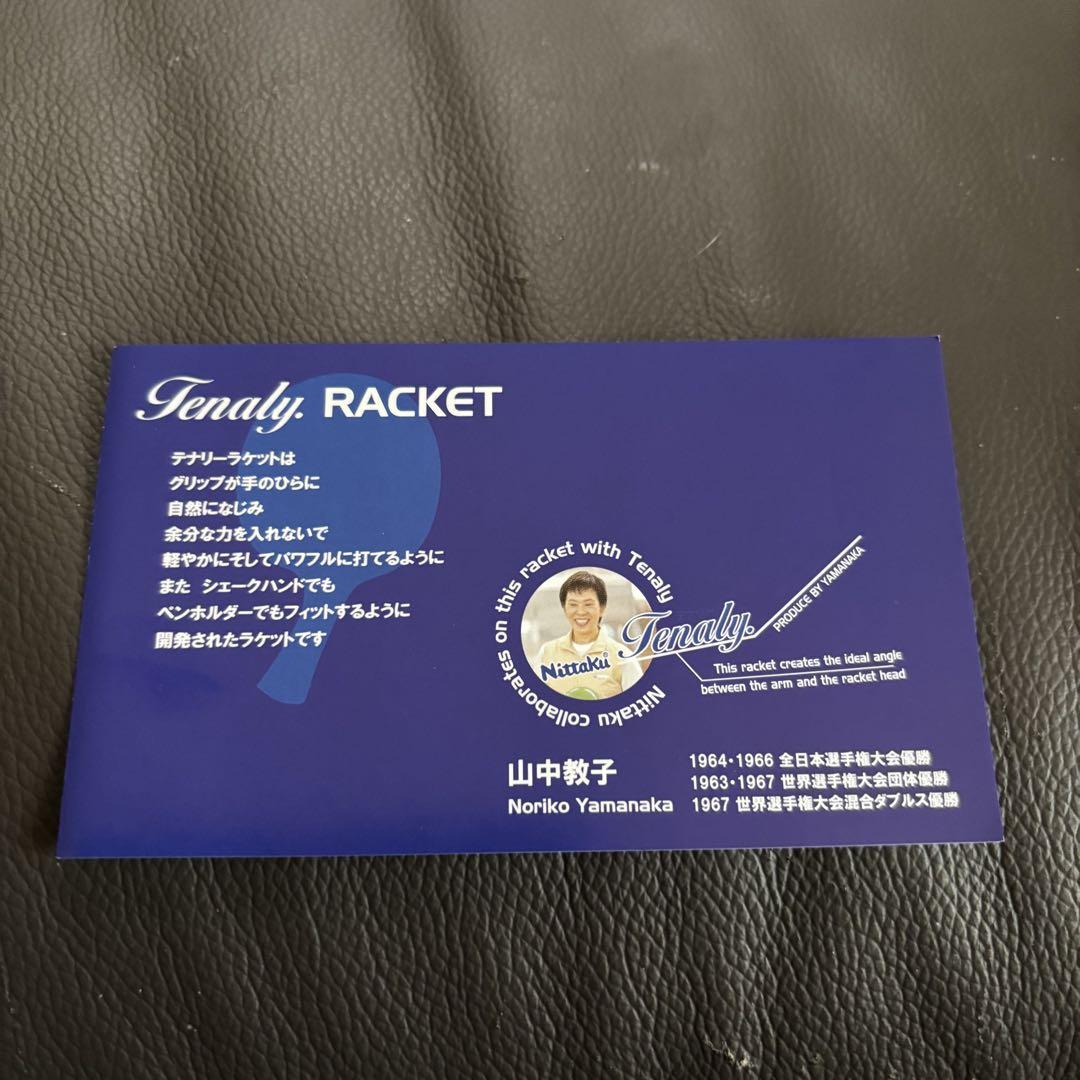 Tenaly. RACKET
テナリーラケットは
グリップが手のひらに
自然になじみ
余分な力を入れないで
軽やかにそしてパワフルに打てるように
また シェークハンドでも
ペンホルダーでもフィットするように
開発されたラケットです
Nittaku collaborates on this racket with Tenaly
Nittaku®
Tenaly.
PRODUCE BY YAMANAKA
This racket creates the ideal angle
between the arm and the racket head
山中教子
Noriko Yamanaka
1964・1966 全日本選手権大会優勝
1963・1967 世界選手権大会団体優勝
1967 世界選手権大会混合ダブルス優勝